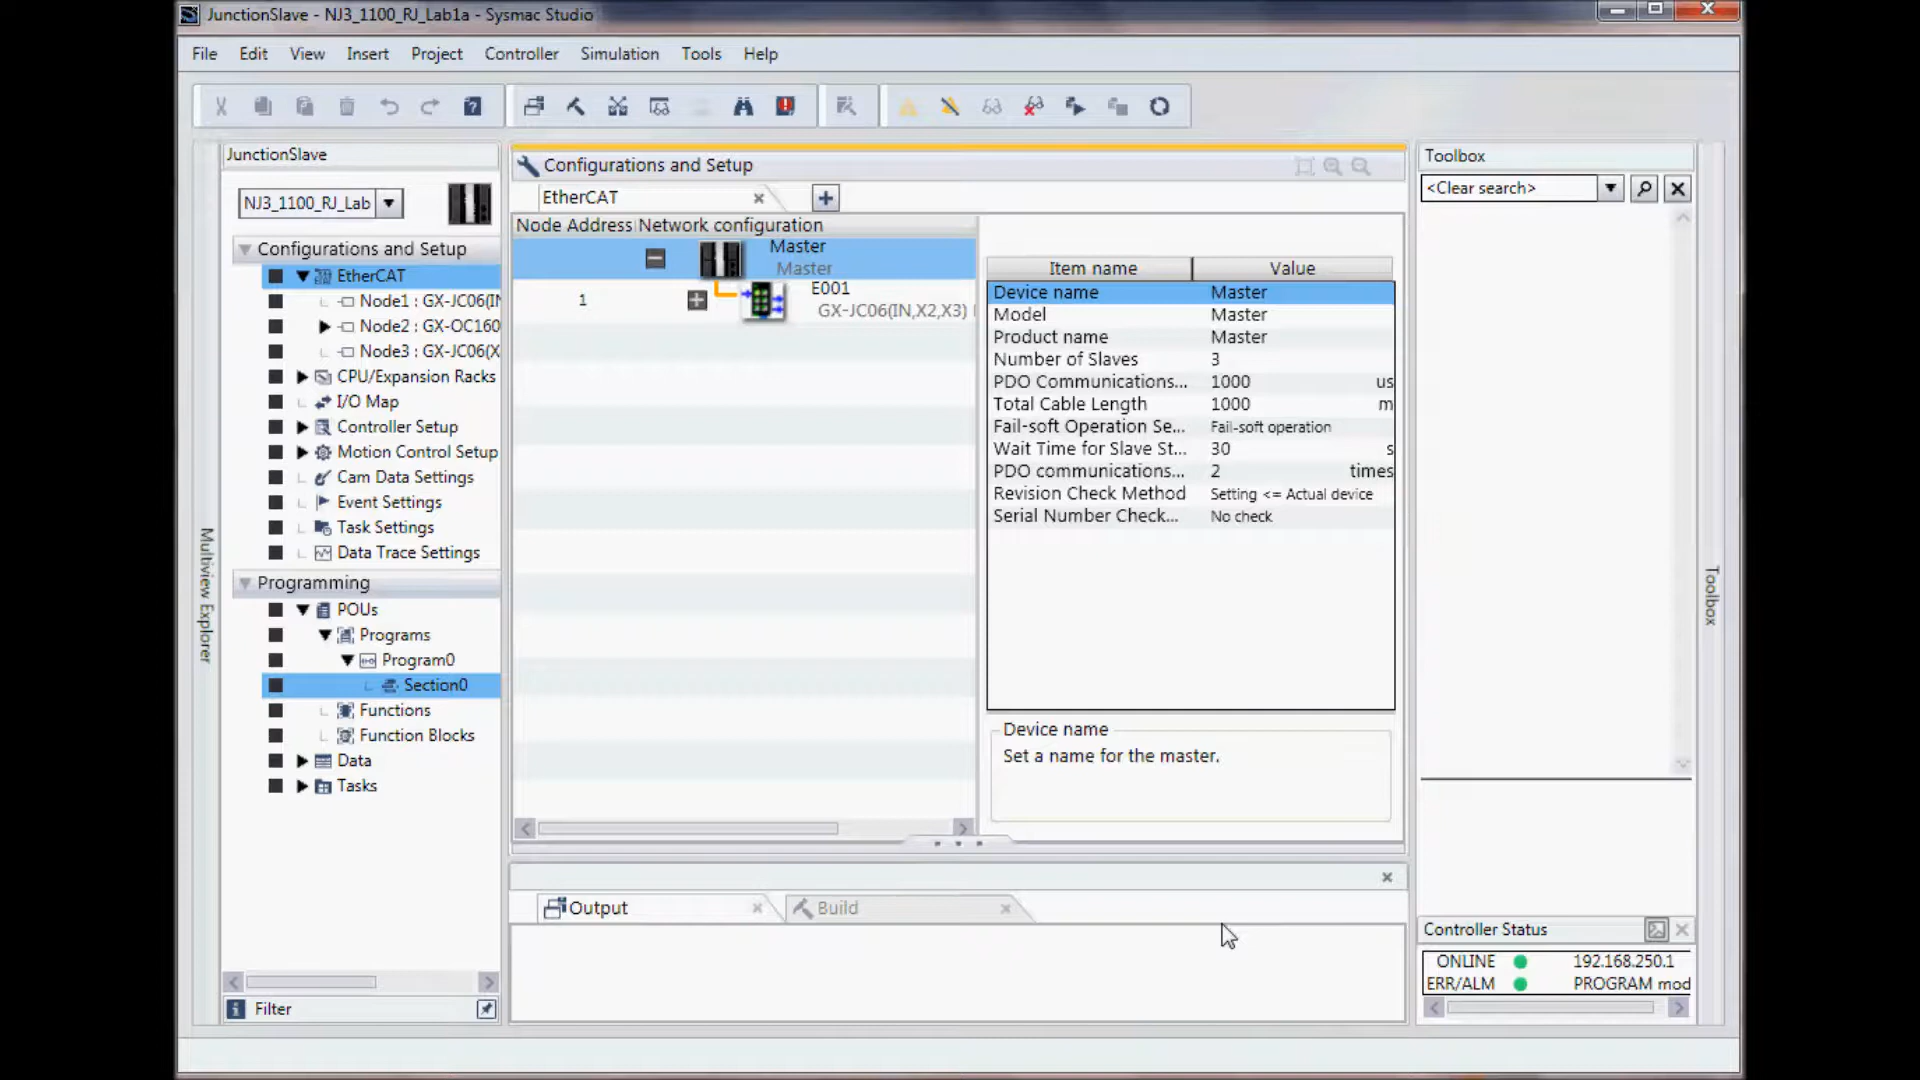 JunctionSlave - NJ3_1100_RJ_Lab1a - Sysmac Studio
File Edit View Insert Project Controller Simulation Tools Help
Multiview Explorer
JunctionSlave
NJ3_1100_RJ_Lab
Configurations and Setup
EtherCAT
Node1 : GX-JC06(IN
Node2 : GX-OC160
Node3 : GX-JC06(X
CPU/Expansion Racks
I/O Map
Controller Setup
Motion Control Setup
Cam Data Settings
Event Settings
Task Settings
Data Trace Settings
Programming
POUs
Programs
Program0
Section0
Functions
Function Blocks
Data
Tasks
Filter
Configurations and Setup
EtherCAT
Node Address Network configuration
Master
Master
1
E001
GX-JC06(IN,X2,X3)
Item name Value
Device name Master
Model Master
Product name Master
Number of Slaves 3
PDO Communications... 1000 us
Total Cable Length 1000 m
Fail-soft Operation Se... Fail-soft operation
Wait Time for Slave St... 30 s
PDO communications... 2 times
Revision Check Method Setting <= Actual device
Serial Number Check... No check
Device name
Set a name for the master.
Output
Build
Toolbox
<Clear search>
Toolbox
Controller Status
ONLINE 192.168.250.1
ERR/ALM PROGRAM mod